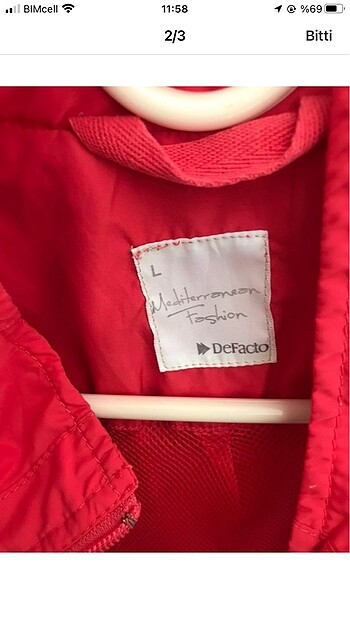 BIMcell 11:58 %69
2/3 Bitti
L
Mediterranean
Fashion
DeFacto